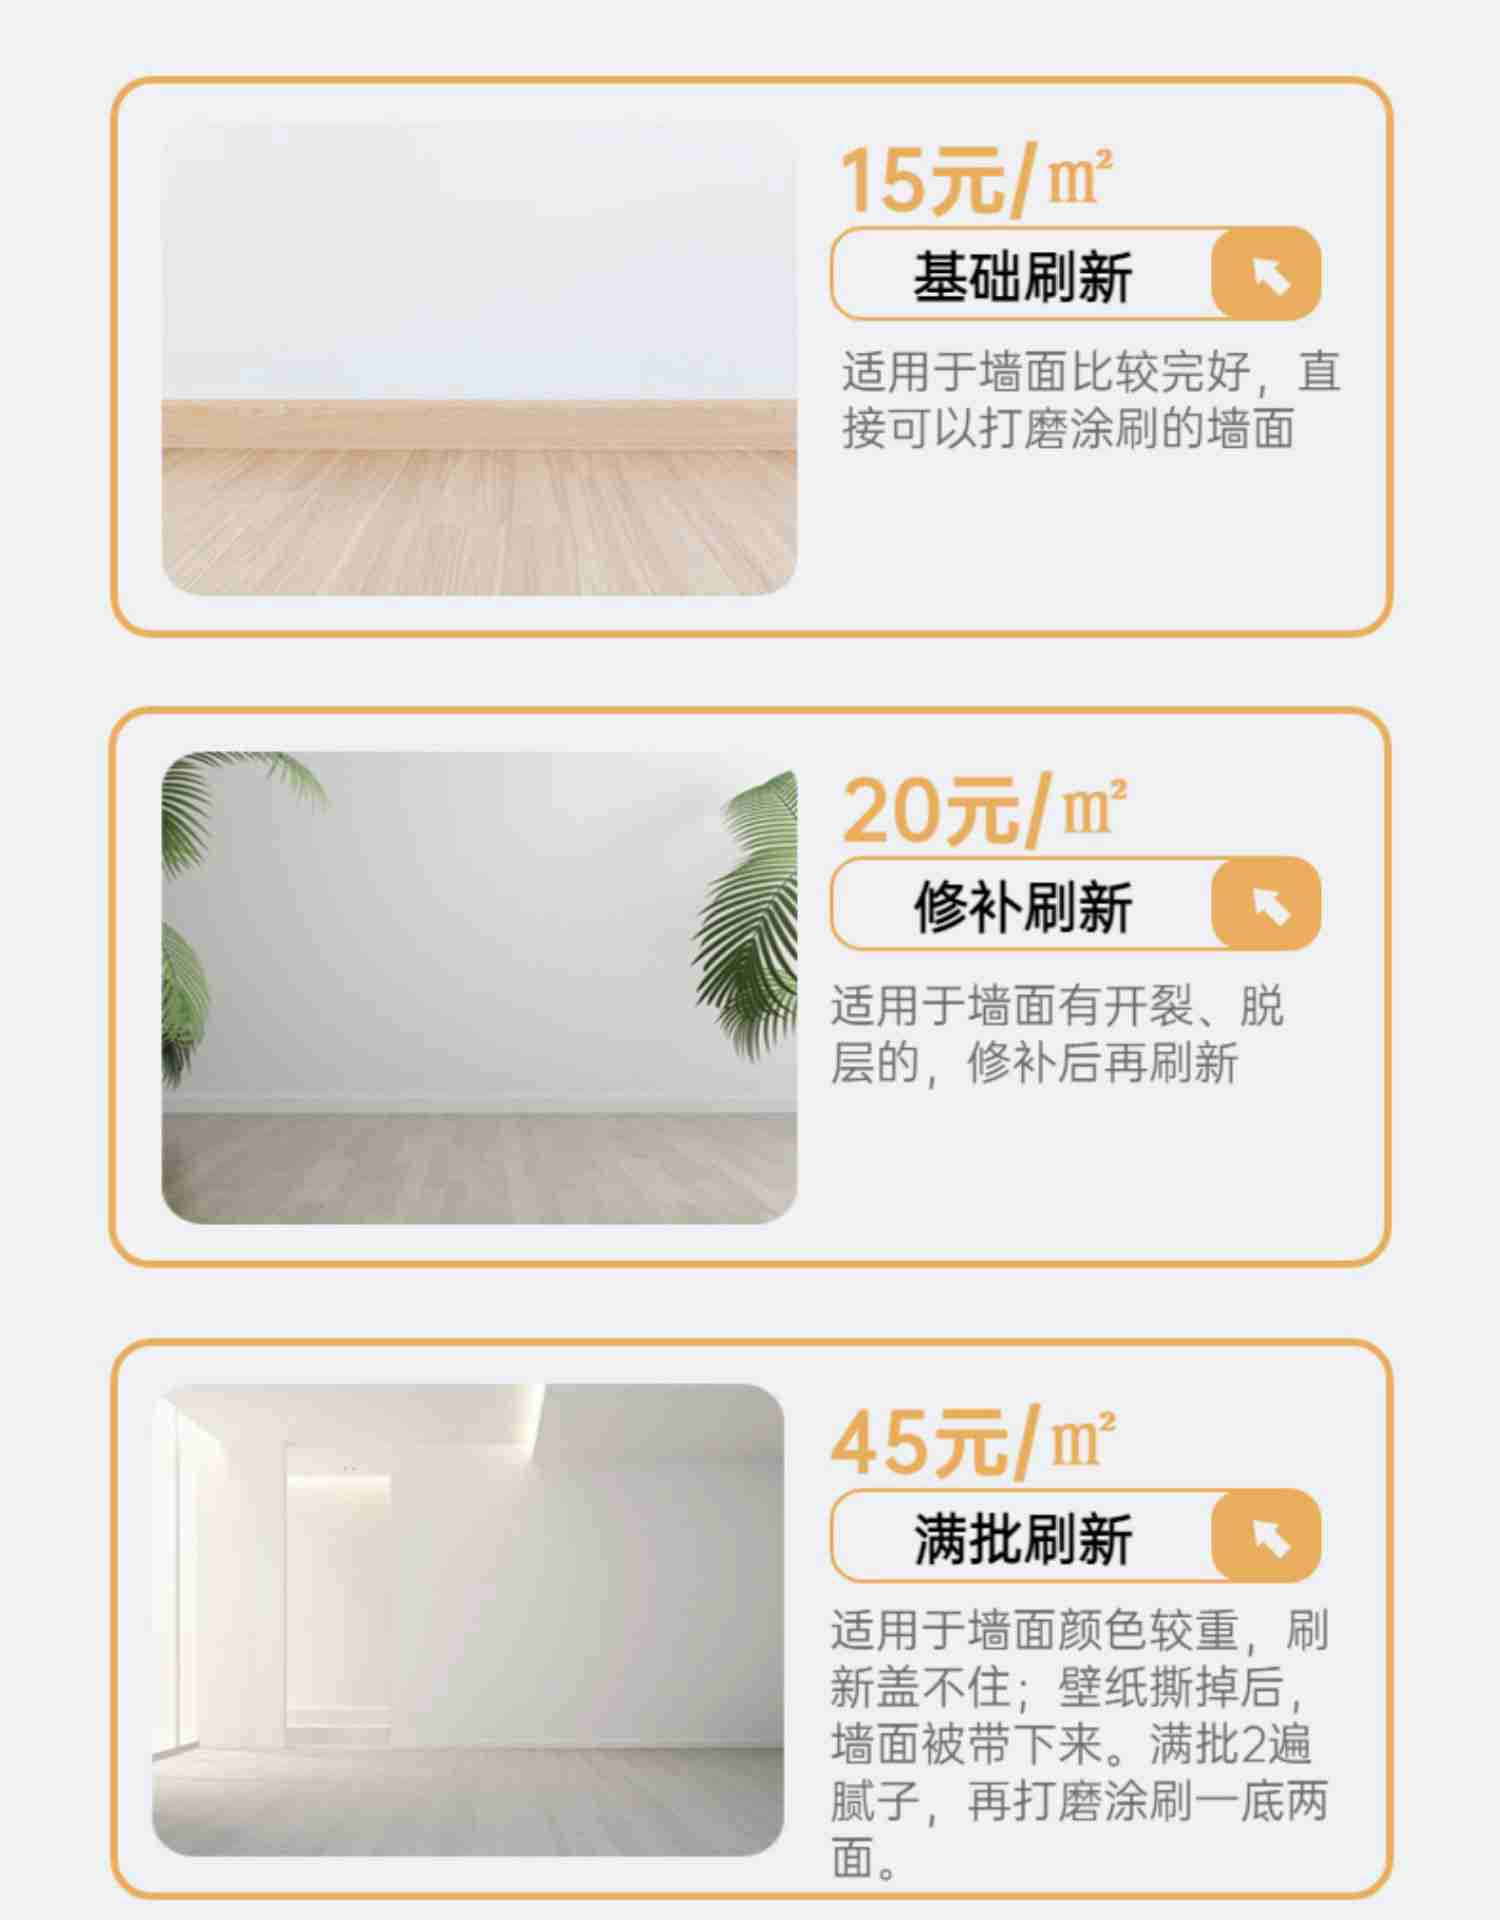 15元/㎡
基础刷新
适用于墙面比较完好，直
接可以打磨涂刷的墙面
20元/㎡
修补刷新
适用于墙面有开裂、脱
层的，修补后再刷新
45元/㎡
满批刷新
适用于墙面颜色较重，刷
新盖不住；壁纸撕掉后，
墙面被带下来。满批2遍
腻子，再打磨涂刷一底两
面。